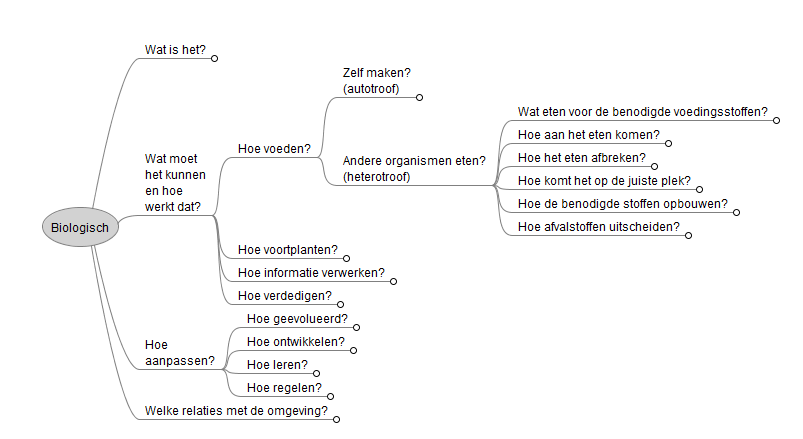 Biologisch
Wat is het?
Wat moet
het kunnen
en hoe
werkt dat?
Hoe voeden?
Zelf maken?
(autotroof)
Andere organismen eten?
(heterotroof)
Wat eten voor de benodigde voedingsstoffen?
Hoe aan het eten komen?
Hoe het eten afbreken?
Hoe komt het op de juiste plek?
Hoe de benodigde stoffen opbouwen?
Hoe afvalstoffen uitscheiden?
Hoe voortplanten?
Hoe informatie verwerken?
Hoe verdedigen?
Hoe
aanpassen?
Hoe geevolueerd?
Hoe ontwikkelen?
Hoe leren?
Hoe regelen?
Welke relaties met de omgeving?